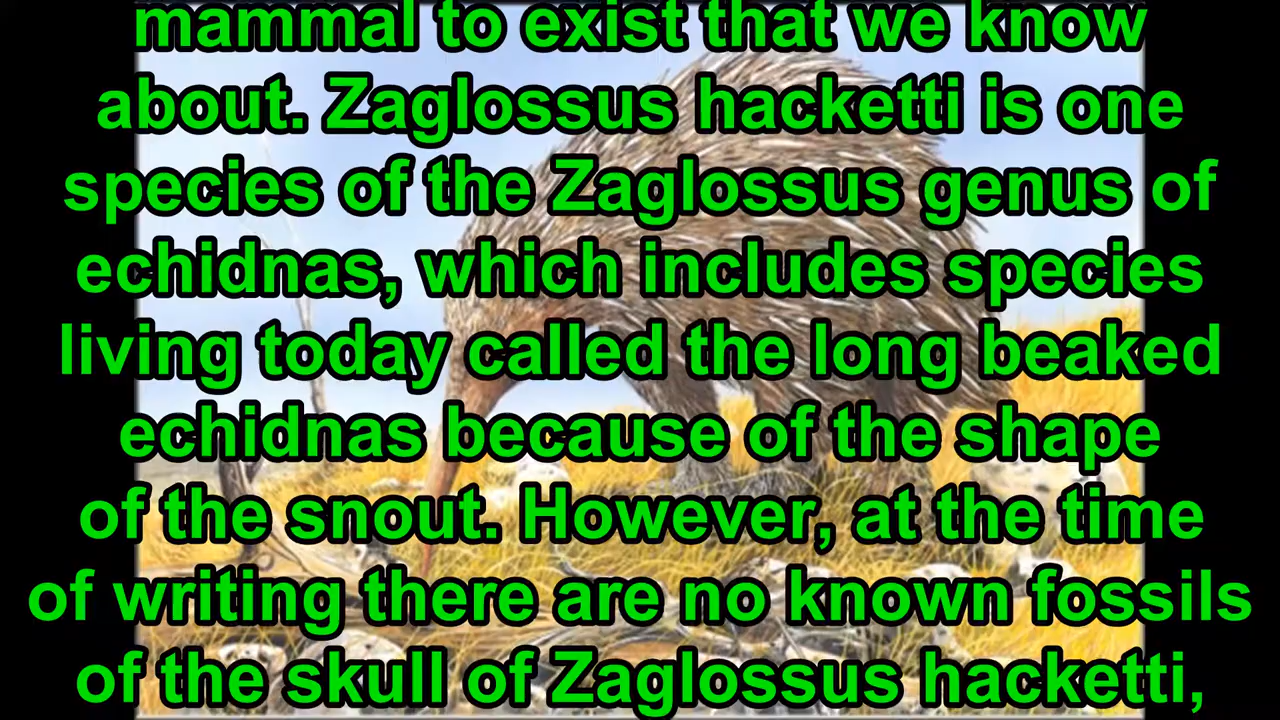 mammal to exist that we know
about. Zaglossus hacketti is one
species of the Zaglossus genus of
echidnas, which includes species
living today called the long beaked
echidnas because of the shape
of the snout. However, at the time
of writing there are no known fossils
of the skull of Zaglossus hacketti,